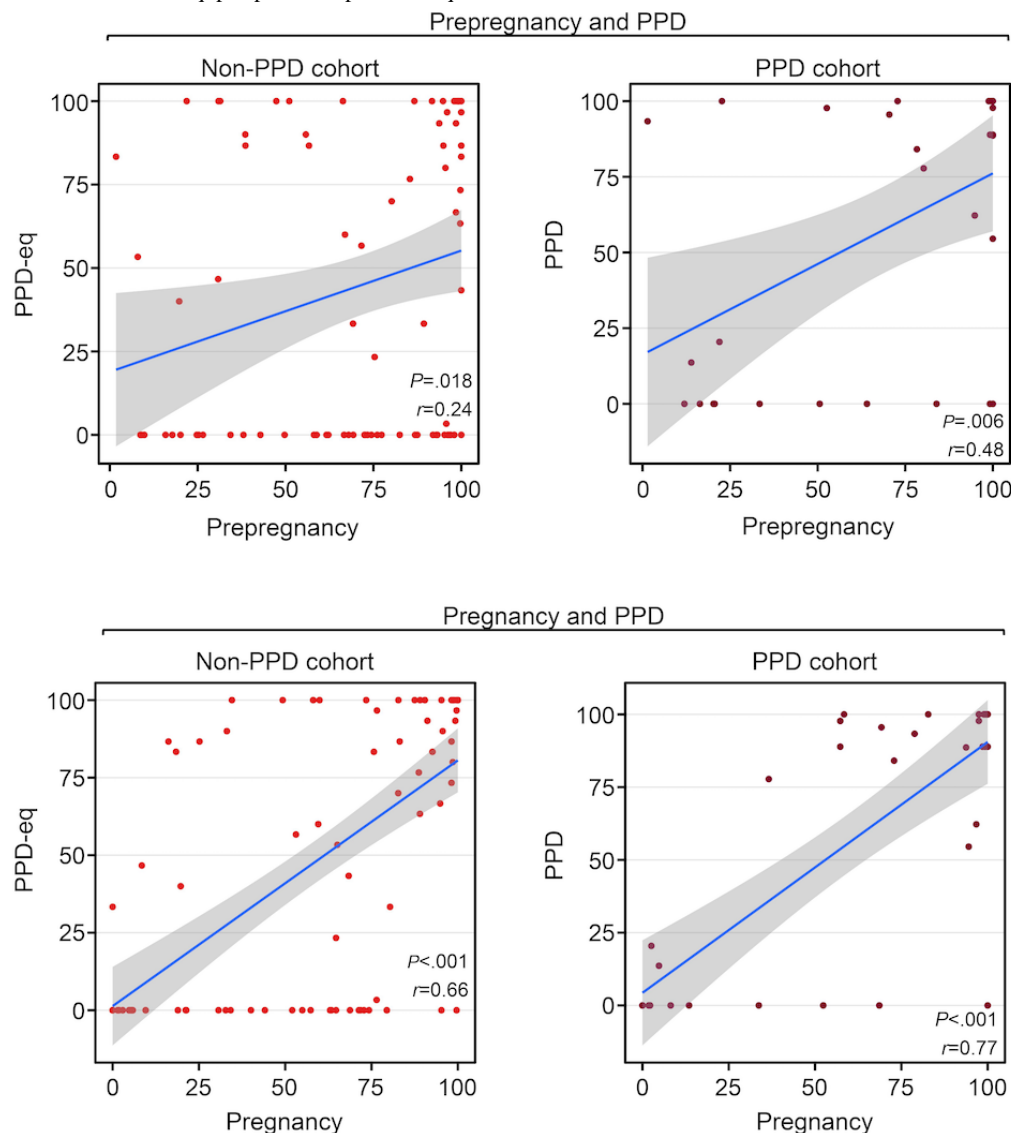 Prepregnancy and PPD
Non-PPD cohort
PPD cohort
PPD-eq
100
75
50
25
0
P=.018
r=0.24
0 25 50 75 100
Prepregnancy
PPD
100
75
50
25
0
P=.006
r=0.48
0 25 50 75 100
Prepregnancy
Pregnancy and PPD
Non-PPD cohort
PPD cohort
PPD-eq
100
75
50
25
0
P<.001
r=0.66
0 25 50 75 100
Pregnancy
PPD
100
75
50
25
0
P<.001
r=0.77
0 25 50 75 100
Pregnancy